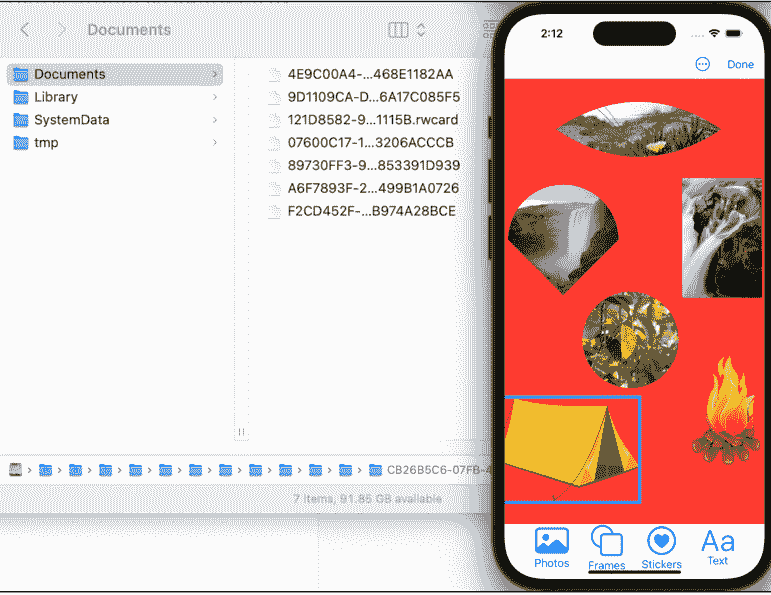 Documents
Documents
Library
SystemData
tmp
4E9C00A4-...468E1182AA
9D1109CA-D...6A17C085F5
121D8582-9...1115B.rwcard
07600C17-1...3206ACCCB
89730FF3-9...853391D939
A6F7893F-2...499B1A0726
F2CD452F-...B974A28BCE
CB26B5C6-07FB-4
7 items, 91.85 GB available
2:12
Done
Photos
Frames
Stickers
Aa
Text